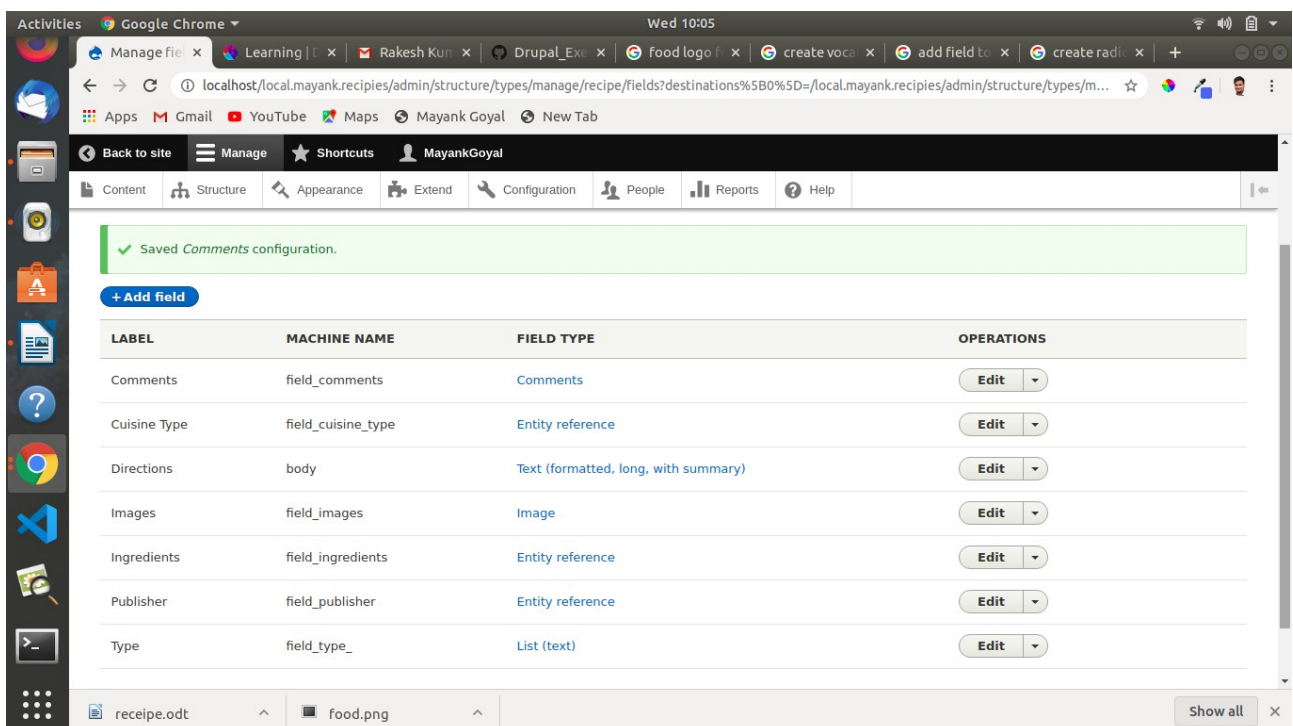 Activities Google Chrome Wed 10:05
Manage fie Learning | D Rakesh Kum Drupal_Exe food logo f create voca add field to create radio
localhost/local.mayank.recipies/admin/structure/types/manage/recipe/fields?destinations%5B0%5D=/local.mayank.recipies/admin/structure/types/m...
Apps Gmail YouTube Maps Mayank Goyal New Tab
Back to site Manage Shortcuts MayankGoyal
Content Structure Appearance Extend Configuration People Reports Help
Saved Comments configuration.
+ Add field
LABEL MACHINE NAME FIELD TYPE OPERATIONS
Comments field_comments Comments Edit
Cuisine Type field_cuisine_type Entity reference Edit
Directions body Text (formatted, long, with summary) Edit
Images field_images Image Edit
Ingredients field_ingredients Entity reference Edit
Publisher field_publisher Entity reference Edit
Type field_type_ List (text) Edit
receipe.odt food.png Show all